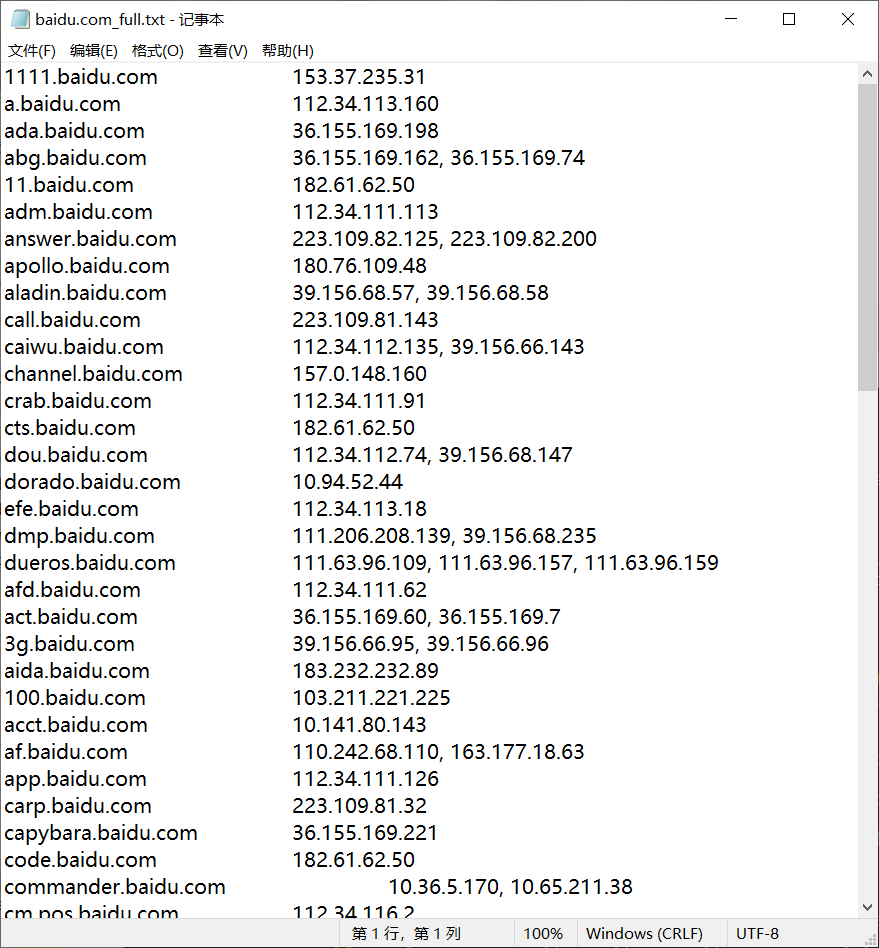 baidu.com_full.txt - 记事本
文件(F) 编辑(E) 格式(O) 查看(V) 帮助(H)
1111.baidu.com 153.37.235.31
a.baidu.com 112.34.113.160
ada.baidu.com 36.155.169.198
abg.baidu.com 36.155.169.162, 36.155.169.74
11.baidu.com 182.61.62.50
adm.baidu.com 112.34.111.113
answer.baidu.com 223.109.82.125, 223.109.82.200
apollo.baidu.com 180.76.109.48
aladin.baidu.com 39.156.68.57, 39.156.68.58
call.baidu.com 223.109.81.143
caiwu.baidu.com 112.34.112.135, 39.156.66.143
channel.baidu.com 157.0.148.160
crab.baidu.com 112.34.111.91
cts.baidu.com 182.61.62.50
dou.baidu.com 112.34.112.74, 39.156.68.147
dorado.baidu.com 10.94.52.44
efe.baidu.com 112.34.113.18
dmp.baidu.com 111.206.208.139, 39.156.68.235
dueros.baidu.com 111.63.96.109, 111.63.96.157, 111.63.96.159
afd.baidu.com 112.34.111.62
act.baidu.com 36.155.169.60, 36.155.169.7
3g.baidu.com 39.156.66.95, 39.156.66.96
aida.baidu.com 183.232.232.89
100.baidu.com 103.211.221.225
acct.baidu.com 10.141.80.143
af.baidu.com 110.242.68.110, 163.177.18.63
app.baidu.com 112.34.111.126
carp.baidu.com 223.109.81.32
capybara.baidu.com 36.155.169.221
code.baidu.com 182.61.62.50
commander.baidu.com 10.36.5.170, 10.65.211.38
cm.pos.baidu.com 112.34.116.2
第 1 行，第 1 列 100% Windows (CRLF) UTF-8